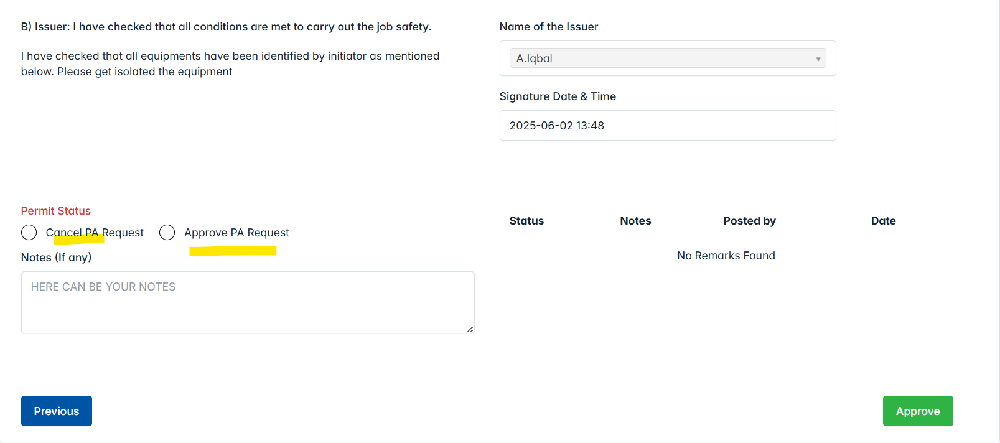 B) Issuer: I have checked that all conditions are met to carry out the job safety.
I have checked that all equipments have been identified by initiator as mentioned
below. Please get isolated the equipment
Name of the Issuer
A.Iqbal
Signature Date & Time
2025-06-02 13:48
Permit Status
Cancel PA Request
Approve PA Request
Notes (If any)
HERE CAN BE YOUR NOTES
Status Notes Posted by Date
No Remarks Found
Previous
Approve